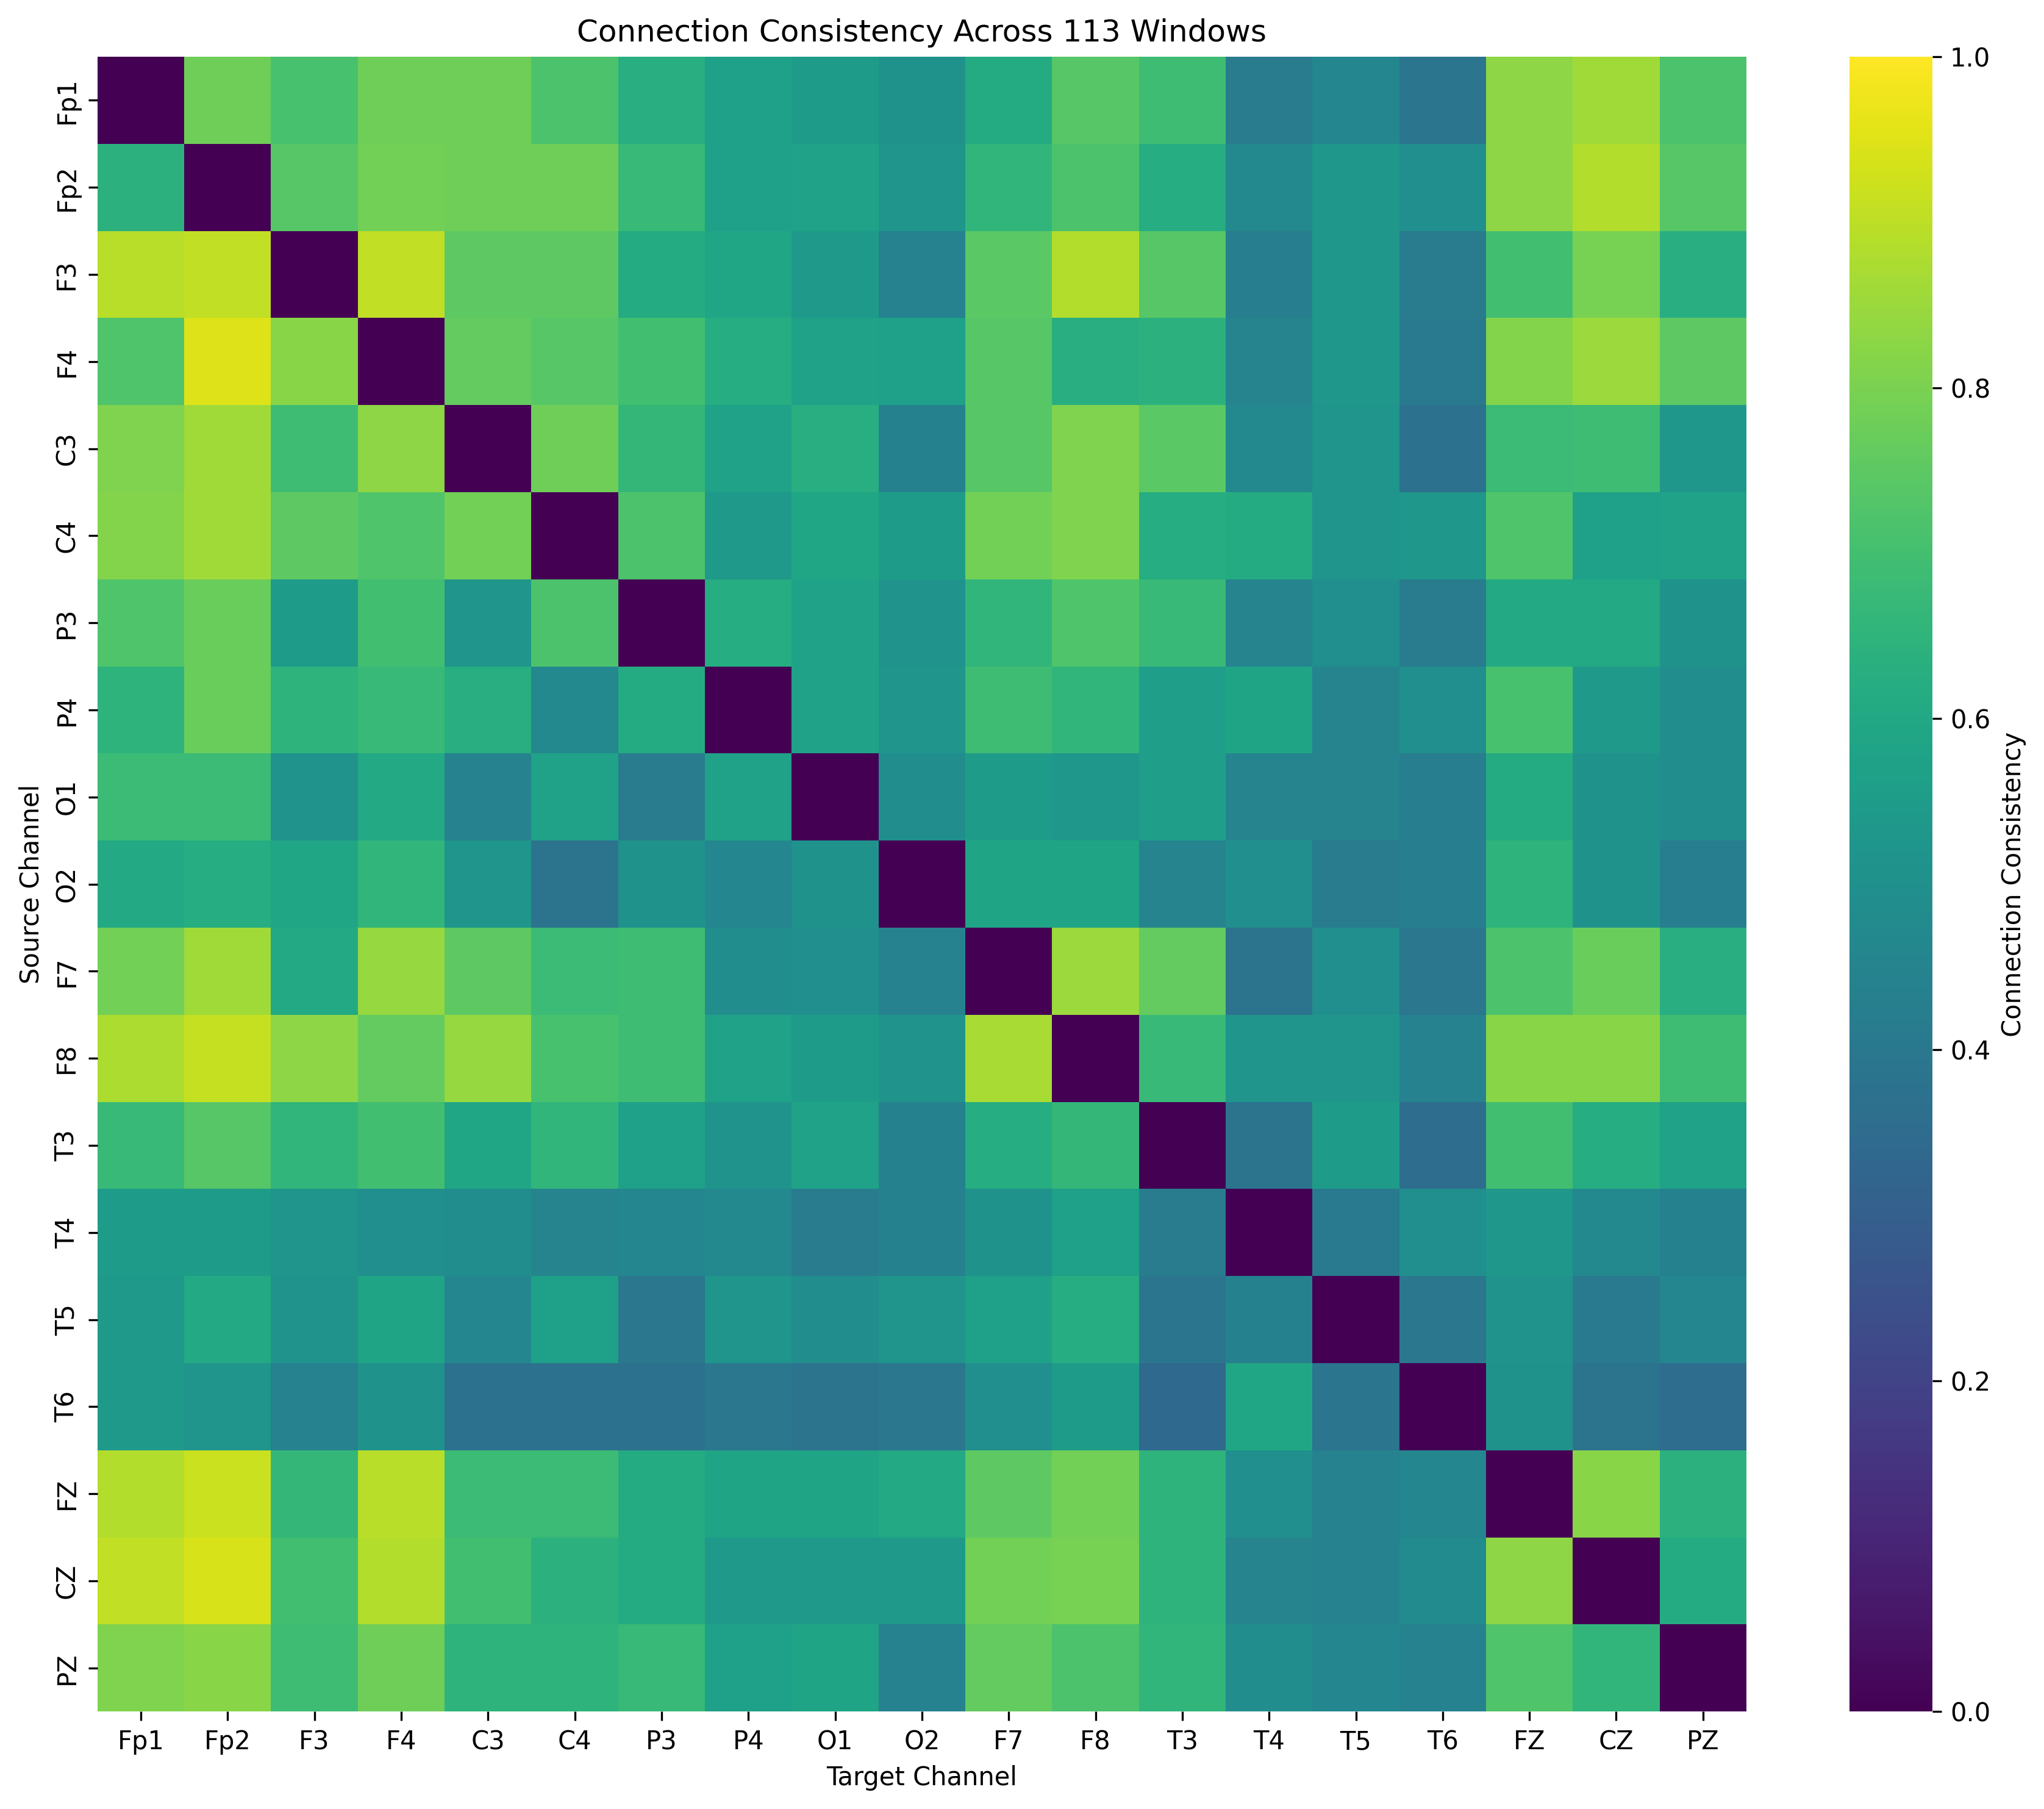 Connection Consistency Across 113 Windows
Source Channel
Fp1
Fp2
F3
F4
C3
C4
P3
P4
O1
O2
F7
F8
T3
T4
T5
T6
FZ
CZ
PZ
Fp1 Fp2 F3 F4 C3 C4 P3 P4 O1 O2 F7 F8 T3 T4 T5 T6 FZ CZ PZ
Target Channel
1.0
0.8
0.6
0.4
0.2
0.0
Connection Consistency